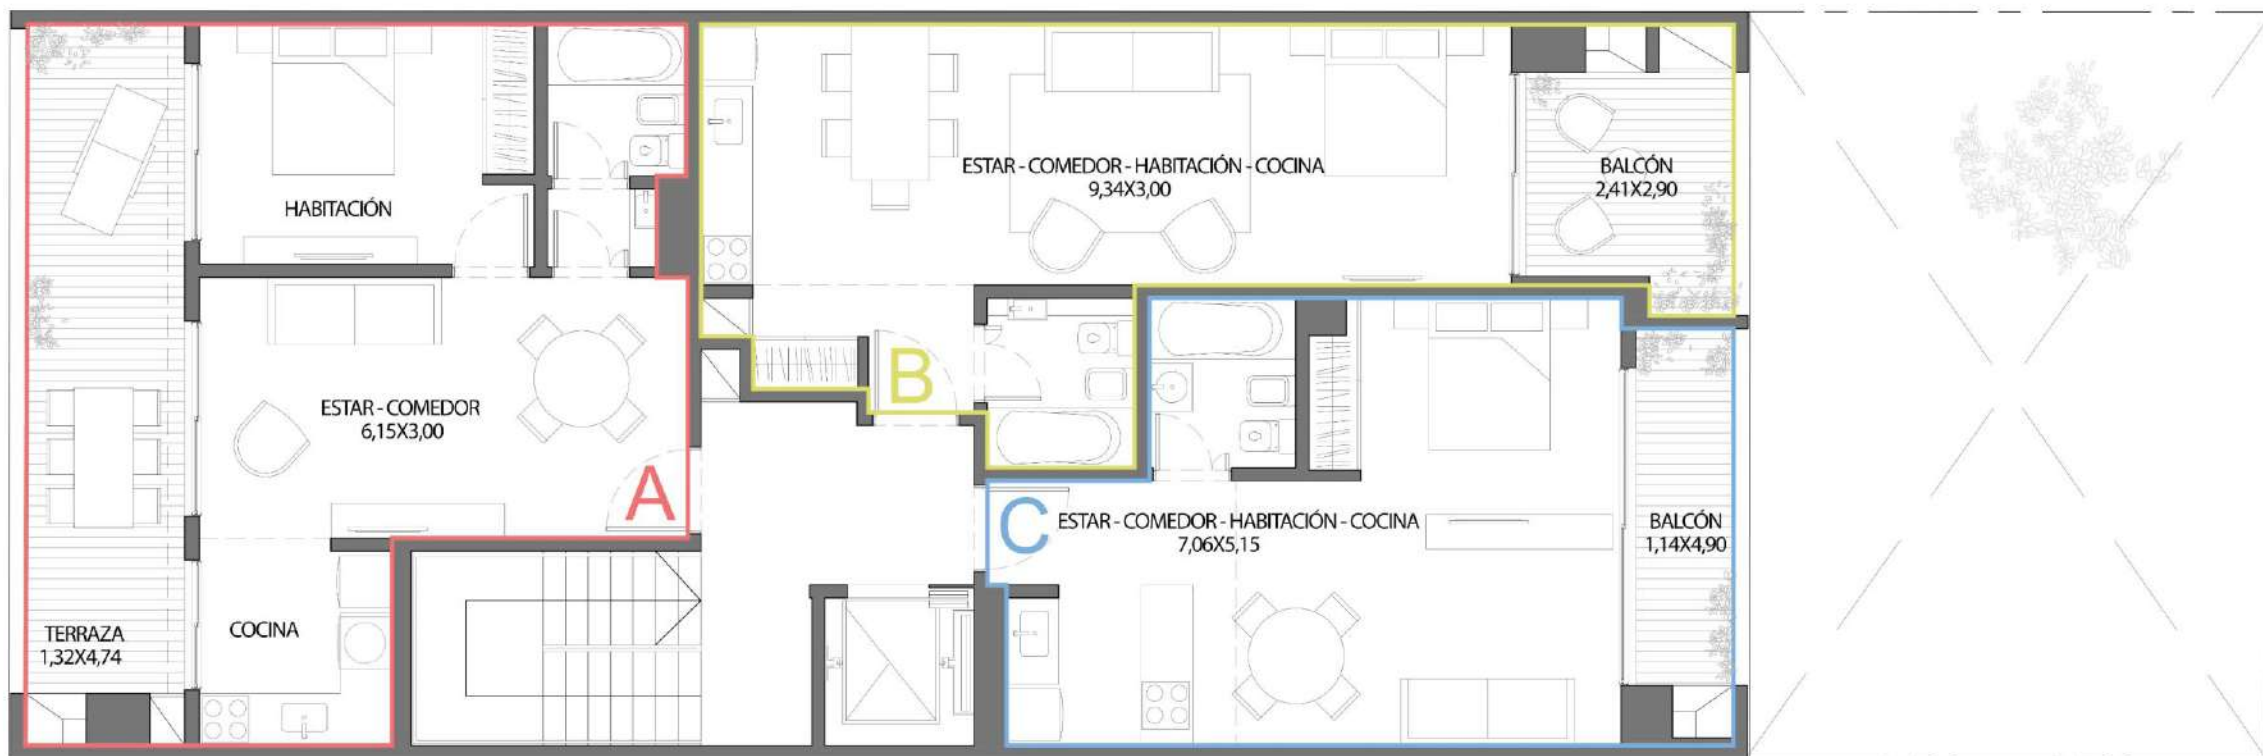 HABITACIÓN
ESTAR - COMEDOR
6,15X3,00
A
TERRAZA
1,32X4,74
COCINA
ESTAR - COMEDOR - HABITACIÓN - COCINA
9,34X3,00
BALCÓN
2,41X2,90
B
C
ESTAR - COMEDOR - HABITACIÓN - COCINA
7,06X5,15
BALCÓN
1,14X4,90